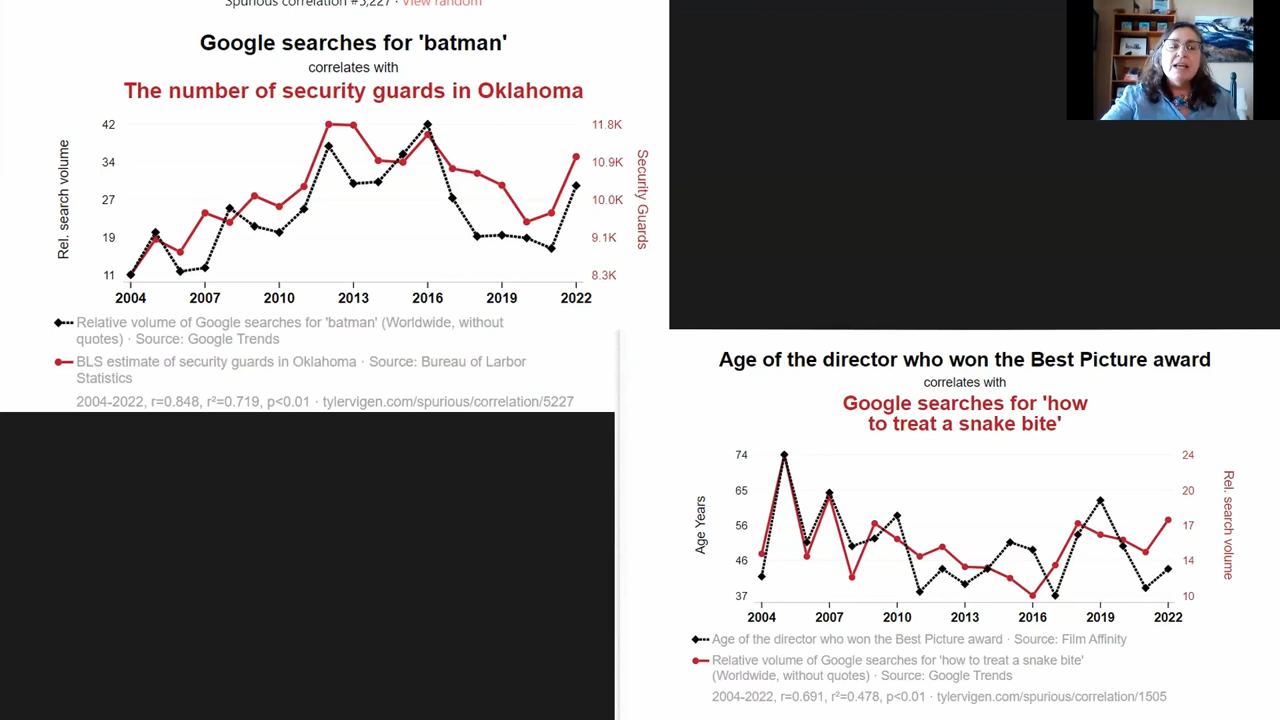 Spurious correlation #5,227 · View random
Google searches for 'batman'
correlates with
The number of security guards in Oklahoma
42
34
27
19
11
Rel. search volume
11.8K
10.9K
10.0K
9.1K
8.3K
Security Guards
2004 2007 2010 2013 2016 2019 2022
Relative volume of Google searches for 'batman' (Worldwide, without
quotes) · Source: Google Trends
BLS estimate of security guards in Oklahoma · Source: Bureau of Larbor
Statistics
2004-2022, r=0.848, r²=0.719, p<0.01 · tylervigen.com/spurious/correlation/5227
Age of the director who won the Best Picture award
correlates with
Google searches for 'how
to treat a snake bite'
74
65
56
46
37
Age Years
24
20
17
14
10
Rel. search volume
2004 2007 2010 2013 2016 2019 2022
Age of the director who won the Best Picture award · Source: Film Affinity
Relative volume of Google searches for 'how to treat a snake bite'
(Worldwide, without quotes) · Source: Google Trends
2004-2022, r=0.691, r²=0.478, p<0.01 · tylervigen.com/spurious/correlation/1505